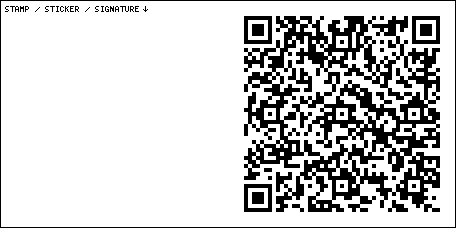 STAMP / STICKER / SIGNATURE ↓